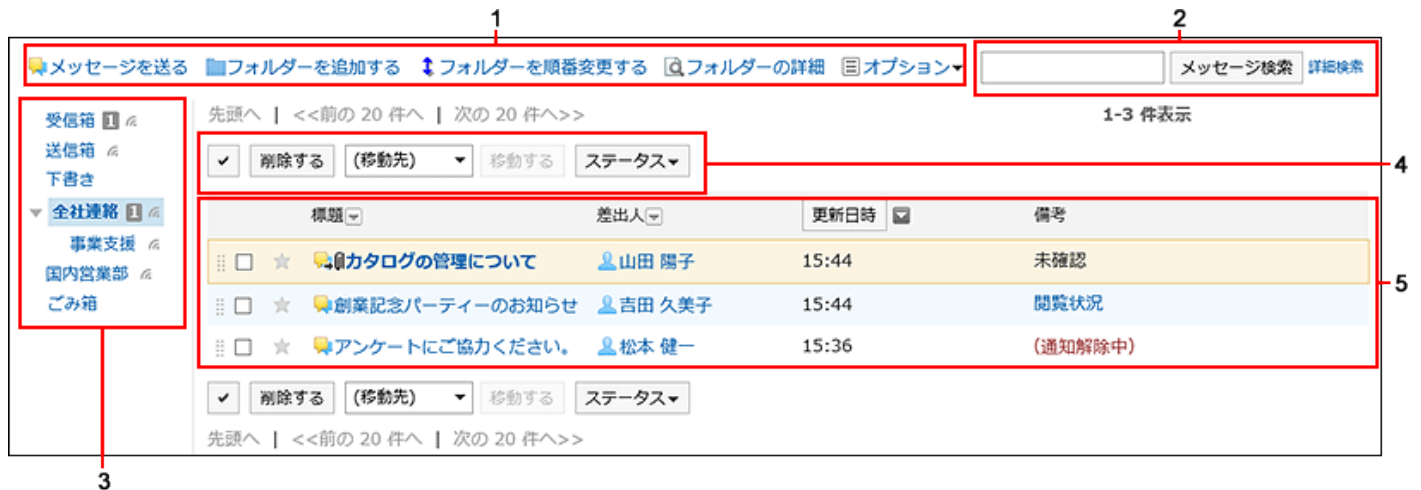 1
2
メッセージを送る フォルダーを追加する フォルダーを順番変更する フォルダーの詳細 オプション
メッセージ検索 詳細検索
受信箱 1
送信箱
下書き
全社連絡 1
事業支援
国内営業部
ごみ箱
3
先頭へ | <<前の 20 件へ | 次の 20 件へ>>
1-3 件表示
削除する (移動先) 移動する ステータス
4
標題 差出人 更新日時 備考
カタログの管理について 山田 陽子 15:44 未確認
創業記念パーティーのお知らせ 吉田 久美子 15:44 閲覧状況
アンケートにご協力ください。 松本 健一 15:36 (通知解除中)
5
削除する (移動先) 移動する ステータス
先頭へ | <<前の 20 件へ | 次の 20 件へ>>